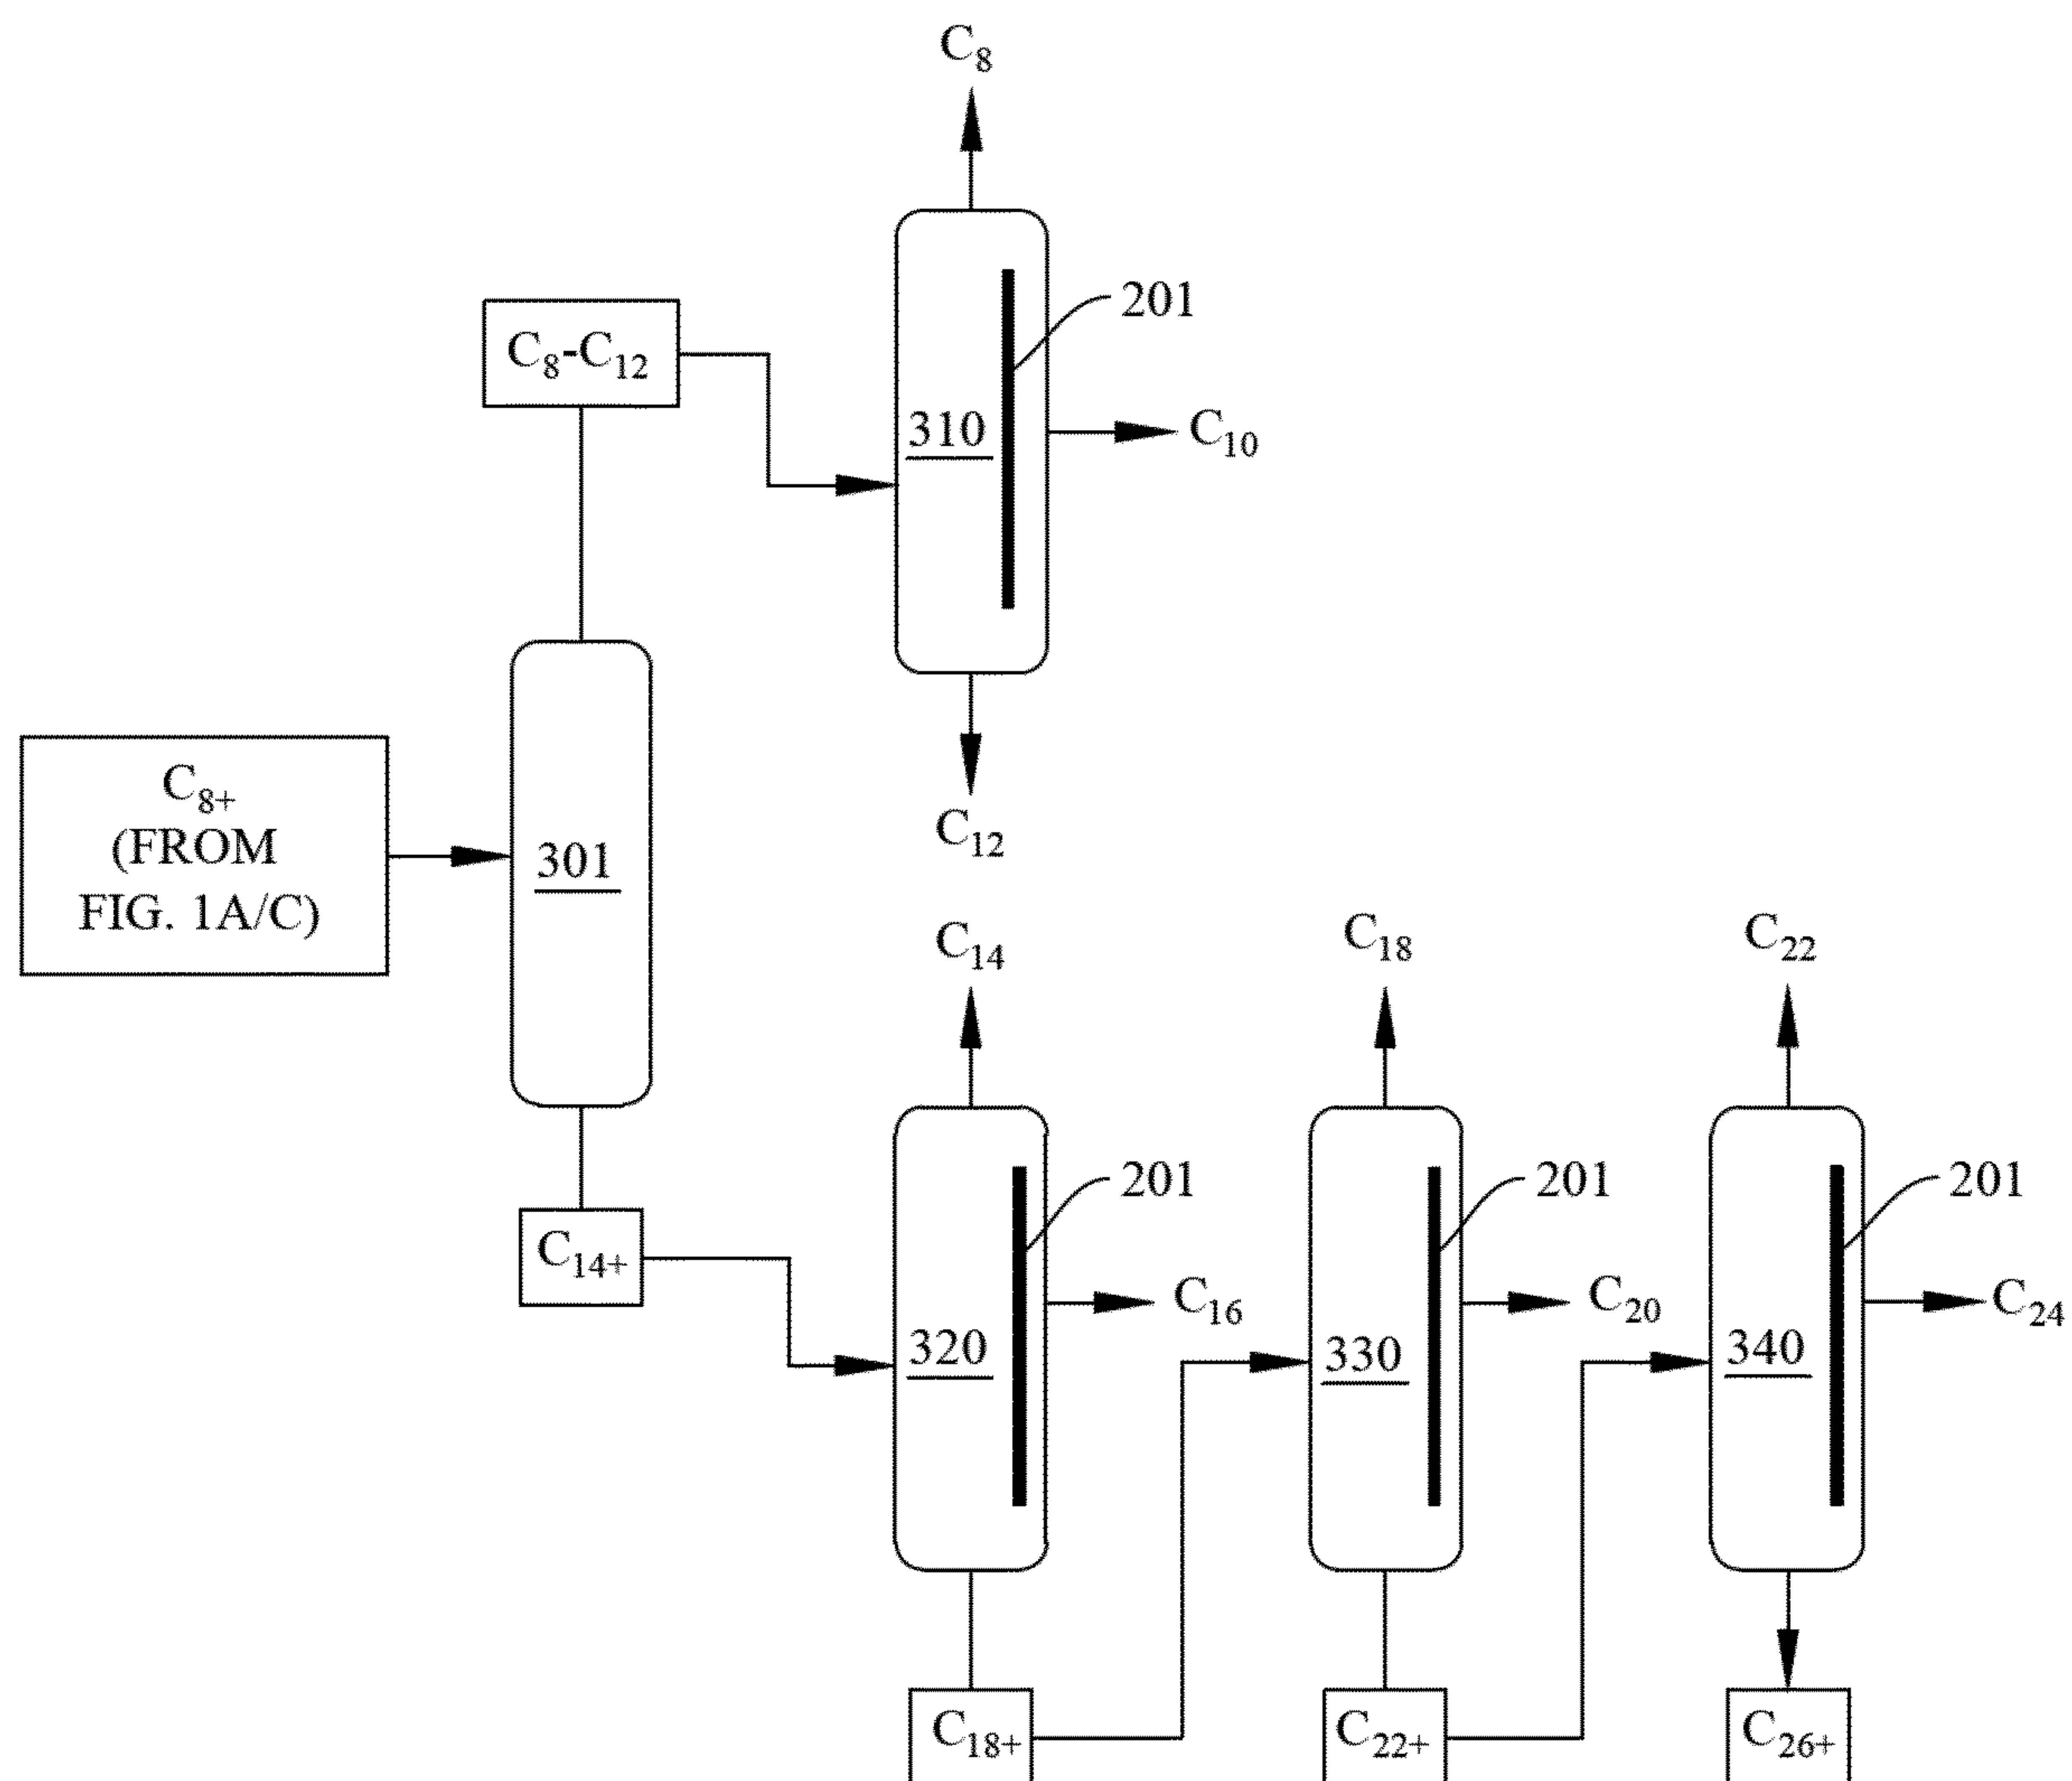 C₈
C₈-C₁₂
201
310
C₁₀
C₈₊
(FROM
FIG. 1A/C)
301
C₁₂
C₁₄
C₁₈
C₂₂
C₁₄₊
201
201
201
320
C₁₆
330
C₂₀
340
C₂₄
C₁₈₊
C₂₂₊
C₂₆₊